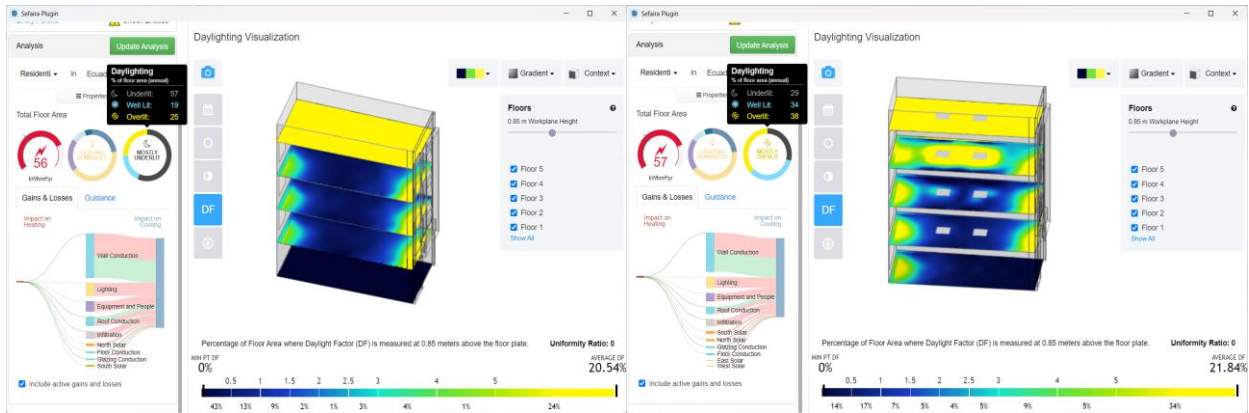 Sefaira Plugin
Analysis
Update Analysis
Residenti
in
Ecuad
Daylighting
% of floor area (annual)
Underlit: 57
Well Lit: 19
Overlit: 25
Properties
Total Floor Area
56
kWh/m²/yr
LIGHTING
DOMINATED
MOSTLY
UNDERLIT
Gains & Losses
Guidance
Impact on
Heating
Impact on
Cooling
Wall Conduction
Lighting
Equipment and People
Roof Conduction
Infiltration
North Solar
Floor Conduction
Glazing Conduction
South Solar
Include active gains and losses
Daylighting Visualization
DF
Gradient
Context
Floors
0.85 m Workplane Height
Floor 5
Floor 4
Floor 3
Floor 2
Floor 1
Show All
Percentage of Floor Area where Daylight Factor (DF) is measured at 0.85 meters above the floor plate.
Uniformity Ratio: 0
MIN PT DF
0%
AVERAGE DF
20.54%
0.5 1 1.5 2 2.5 3 4 5
43% 13% 9% 2% 1% 3% 4% 1% 24%
Sefaira Plugin
Analysis
Update Analysis
Residenti
in
Ecuad
Daylighting
% of floor area (annual)
Underlit: 29
Well Lit: 34
Overlit: 38
Properties
Total Floor Area
57
kWh/m²/yr
LIGHTING
DOMINATED
MOSTLY
OVERLIT
Gains & Losses
Guidance
Impact on
Heating
Impact on
Cooling
Wall Conduction
Lighting
Equipment and People
Roof Conduction
Infiltration
South Solar
North Solar
Glazing Conduction
Floor Conduction
East Solar
West Solar
Include active gains and losses
Daylighting Visualization
DF
Gradient
Context
Floors
0.85 m Workplane Height
Floor 5
Floor 4
Floor 3
Floor 2
Floor 1
Show All
Percentage of Floor Area where Daylight Factor (DF) is measured at 0.85 meters above the floor plate.
Uniformity Ratio: 0
MIN PT DF
0%
AVERAGE DF
21.84%
0.5 1 1.5 2 2.5 3 4 5
14% 17% 7% 5% 4% 5% 9% 5% 34%